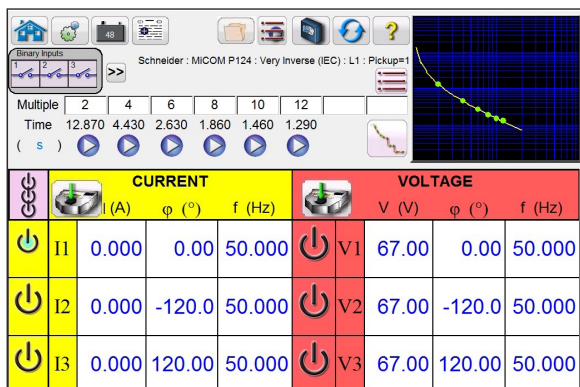 48
?
Binary Inputs
1 2 3
>>
Schneider : MiCOM P124 : Very Inverse (IEC) : L1 : Pickup=1
Multiple 2 4 6 8 10 12
Time 12.870 4.430 2.630 1.860 1.460 1.290
( s )
CURRENT VOLTAGE
I (A) φ (°) f (Hz) V (V) φ (°) f (Hz)
I1 0.000 0.00 50.000 V1 67.00 0.00 50.000
I2 0.000 -120.0 50.000 V2 67.00 -120.0 50.000
I3 0.000 120.00 50.000 V3 67.00 120.00 50.000